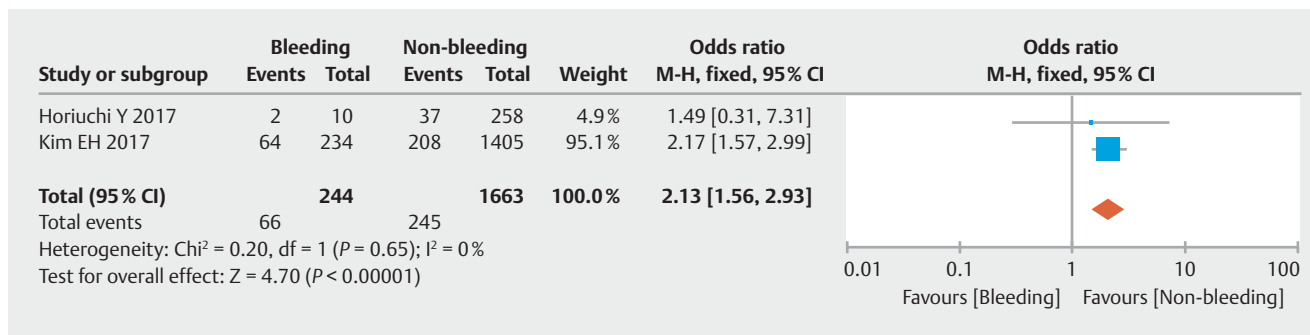 Bleeding Non-bleeding Odds ratio Odds ratio
Study or subgroup Events Total Events Total Weight M-H, fixed, 95% CI M-H, fixed, 95% CI
Horiuchi Y 2017 2 10 37 258 4.9% 1.49 [0.31, 7.31]
Kim EH 2017 64 234 208 1405 95.1% 2.17 [1.57, 2.99]
Total (95% CI) 244 1663 100.0% 2.13 [1.56, 2.93]
Total events 66 245
Heterogeneity: Chi² = 0.20, df = 1 (P = 0.65); I² = 0%
Test for overall effect: Z = 4.70 (P < 0.00001)
0.01 0.1 1 10 100
Favours [Bleeding] Favours [Non-bleeding]